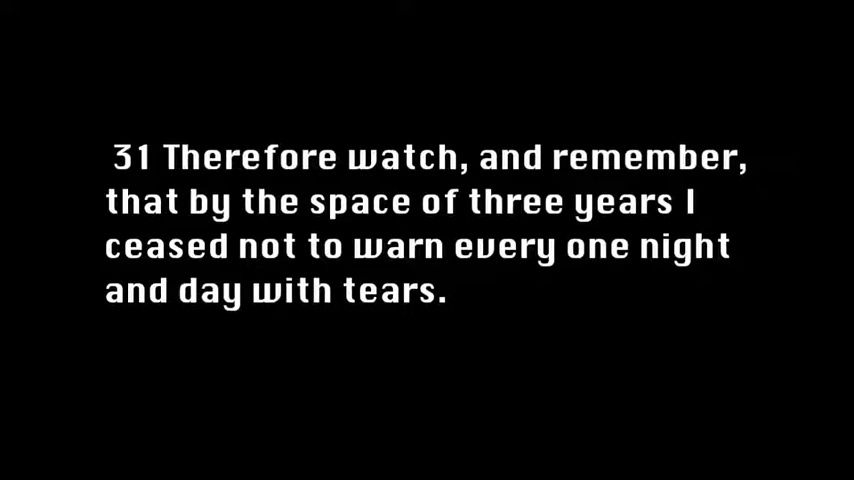 31 Therefore watch, and remember,
that by the space of three years I
ceased not to warn every one night
and day with tears.